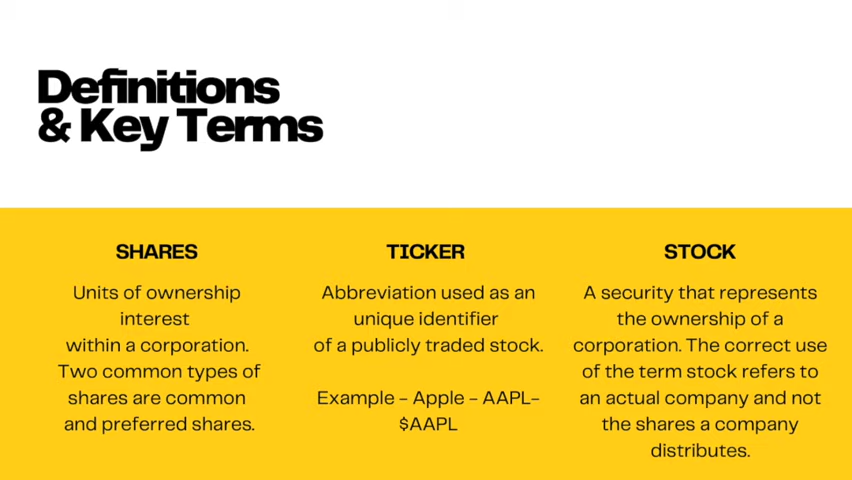 Definitions
& Key Terms
SHARES
Units of ownership
interest
within a corporation.
Two common types of
shares are common
and preferred shares.
TICKER
Abbreviation used as an
unique identifier
of a publicly traded stock.
Example - Apple - AAPL-
$AAPL
STOCK
A security that represents
the ownership of a
corporation. The correct use
of the term stock refers to
an actual company and not
the shares a company
distributes.